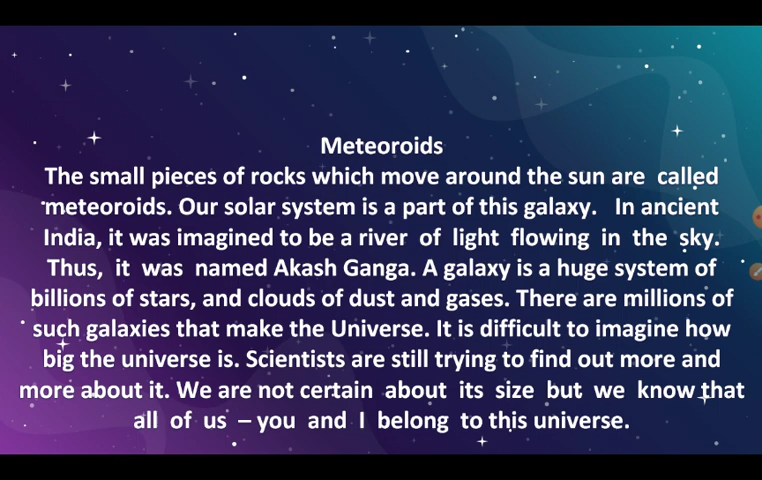 Meteoroids
The small pieces of rocks which move around the sun are called
meteoroids. Our solar system is a part of this galaxy. In ancient
India, it was imagined to be a river of light flowing in the sky.
Thus, it was named Akash Ganga. A galaxy is a huge system of
billions of stars, and clouds of dust and gases. There are millions of
such galaxies that make the Universe. It is difficult to imagine how
big the universe is. Scientists are still trying to find out more and
more about it. We are not certain about its size but we know that
all of us – you and I belong to this universe.